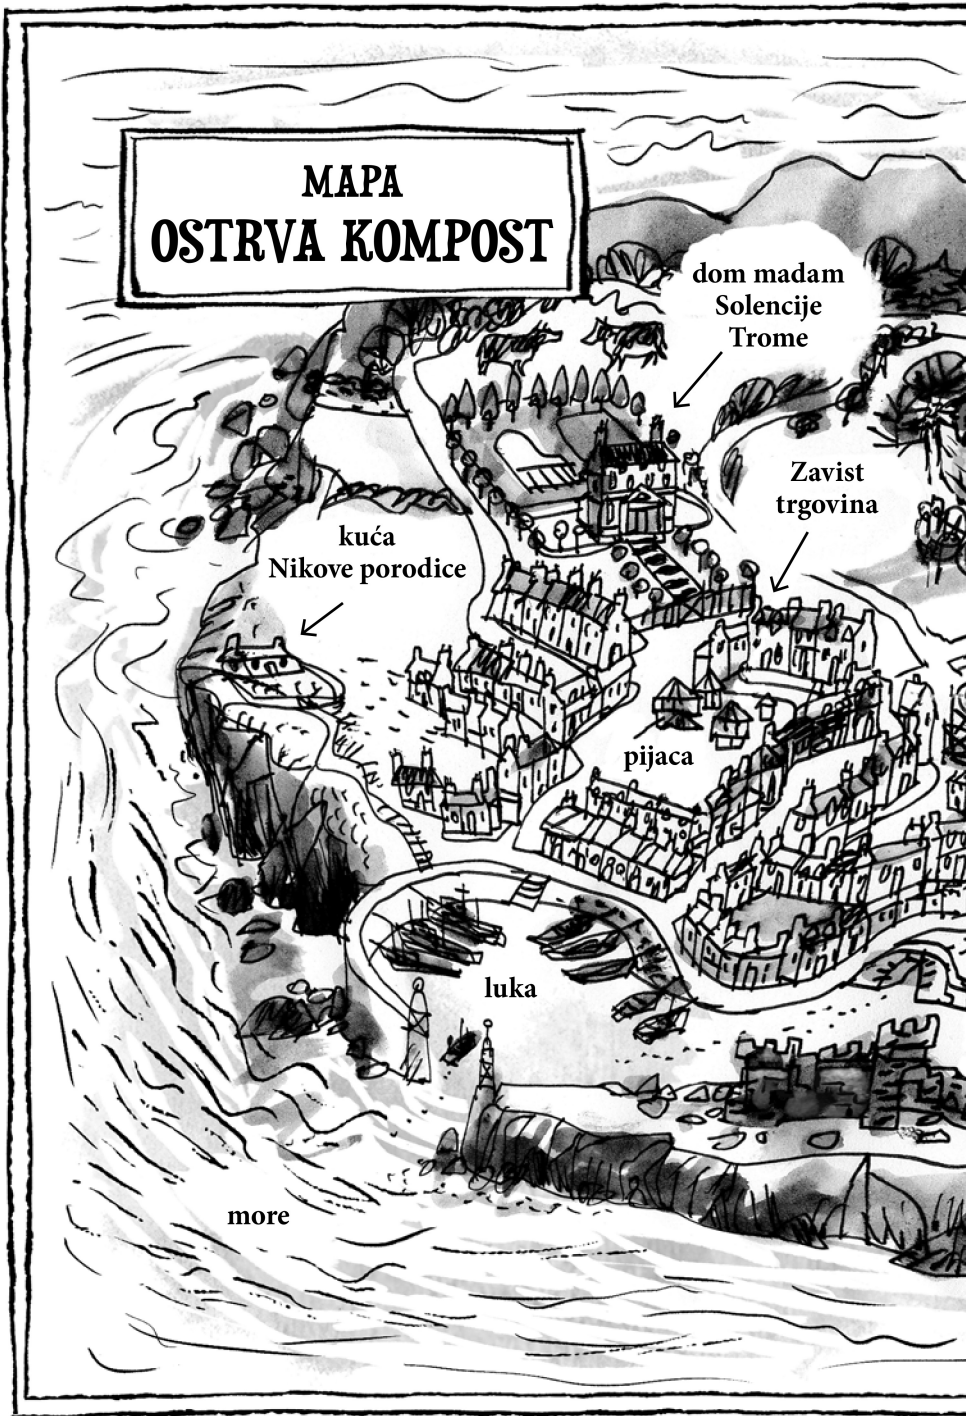 MAPA
OSTRVA KOMPOST
dom madam
Solencije
Trome
Zavist
trgovina
kuća
Nikove porodice
pijaca
luka
more